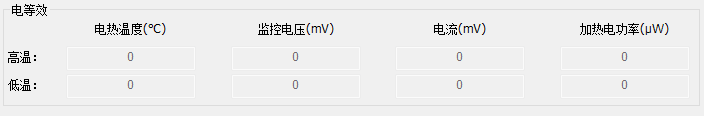 电等效
电热温度(℃) 监控电压(mV) 电流(mV) 加热电功率(μW)
高温： 0 0 0 0
低温： 0 0 0 0